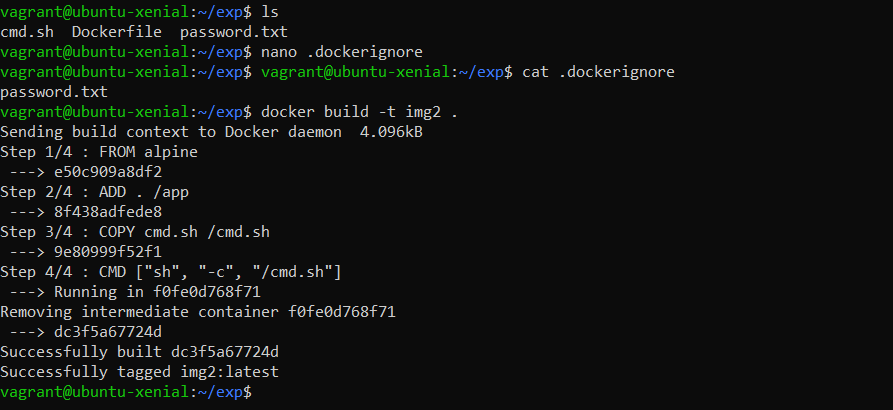 vagrant@ubuntu-xenial:~/exp$ ls
cmd.sh  Dockerfile  password.txt
vagrant@ubuntu-xenial:~/exp$ nano .dockerignore
vagrant@ubuntu-xenial:~/exp$ vagrant@ubuntu-xenial:~/exp$ cat .dockerignore
password.txt
vagrant@ubuntu-xenial:~/exp$ docker build -t img2 .
Sending build context to Docker daemon  4.096kB
Step 1/4 : FROM alpine
 ---> e50c909a8df2
Step 2/4 : ADD . /app
 ---> 8f438adfede8
Step 3/4 : COPY cmd.sh /cmd.sh
 ---> 9e80999f52f1
Step 4/4 : CMD ["sh", "-c", "/cmd.sh"]
 ---> Running in f0fe0d768f71
Removing intermediate container f0fe0d768f71
 ---> dc3f5a67724d
Successfully built dc3f5a67724d
Successfully tagged img2:latest
vagrant@ubuntu-xenial:~/exp$